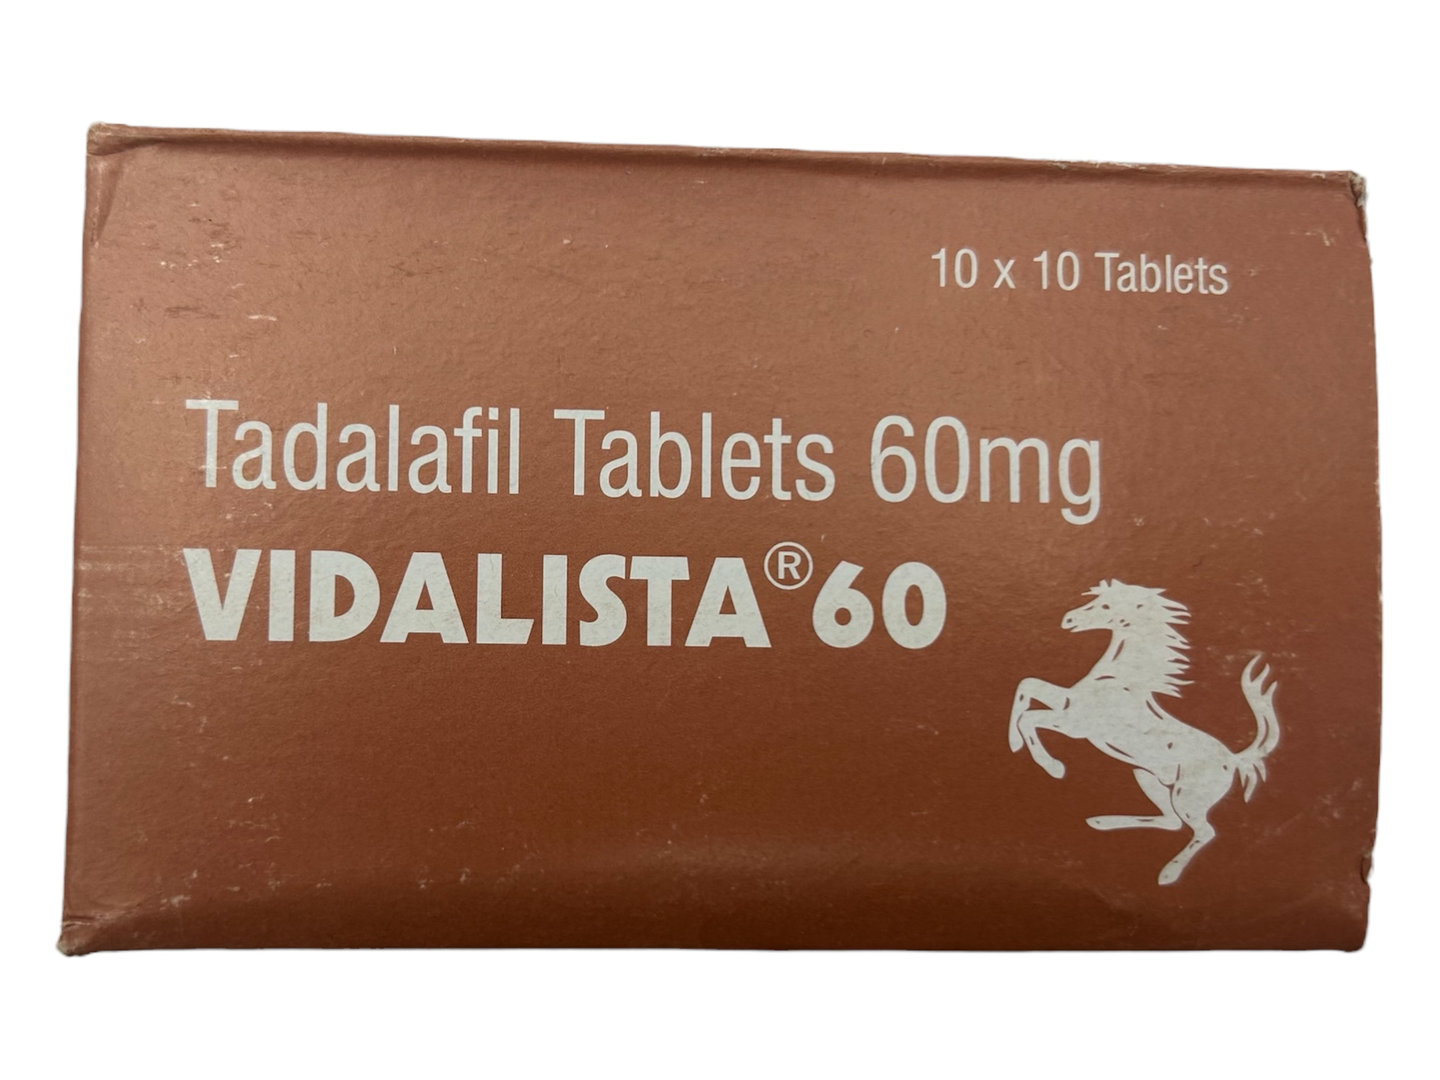 10 x 10 Tablets
Tadalafil Tablets 60mg
VIDALISTA®60